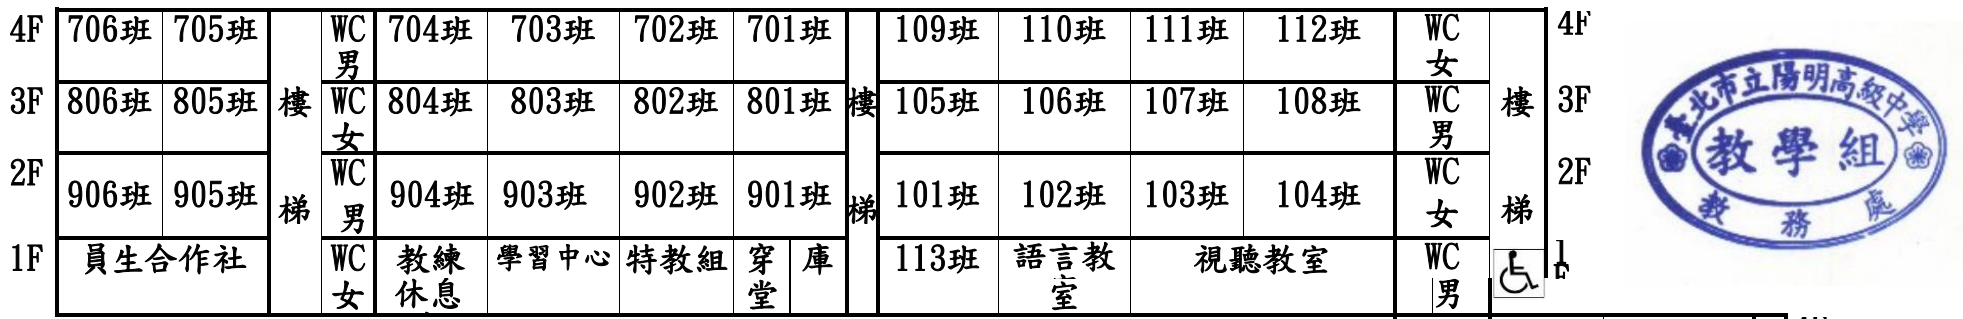 4F 706班 705班 WC男 704班 703班 702班 701班 109班 110班 111班 112班 WC女 4F
3F 806班 805班 樓 WC女 804班 803班 802班 801班 樓 105班 106班 107班 108班 WC男 樓 3F
2F 906班 905班 梯 WC男 904班 903班 902班 901班 梯 101班 102班 103班 104班 WC女 梯 2F
1F 員生合作社 WC女 教練休息 學習中心 特教組 穿堂 庫 113班 語言教室 視聽教室 WC男 1F
臺北市立陽明高級中學
教學組
教務處